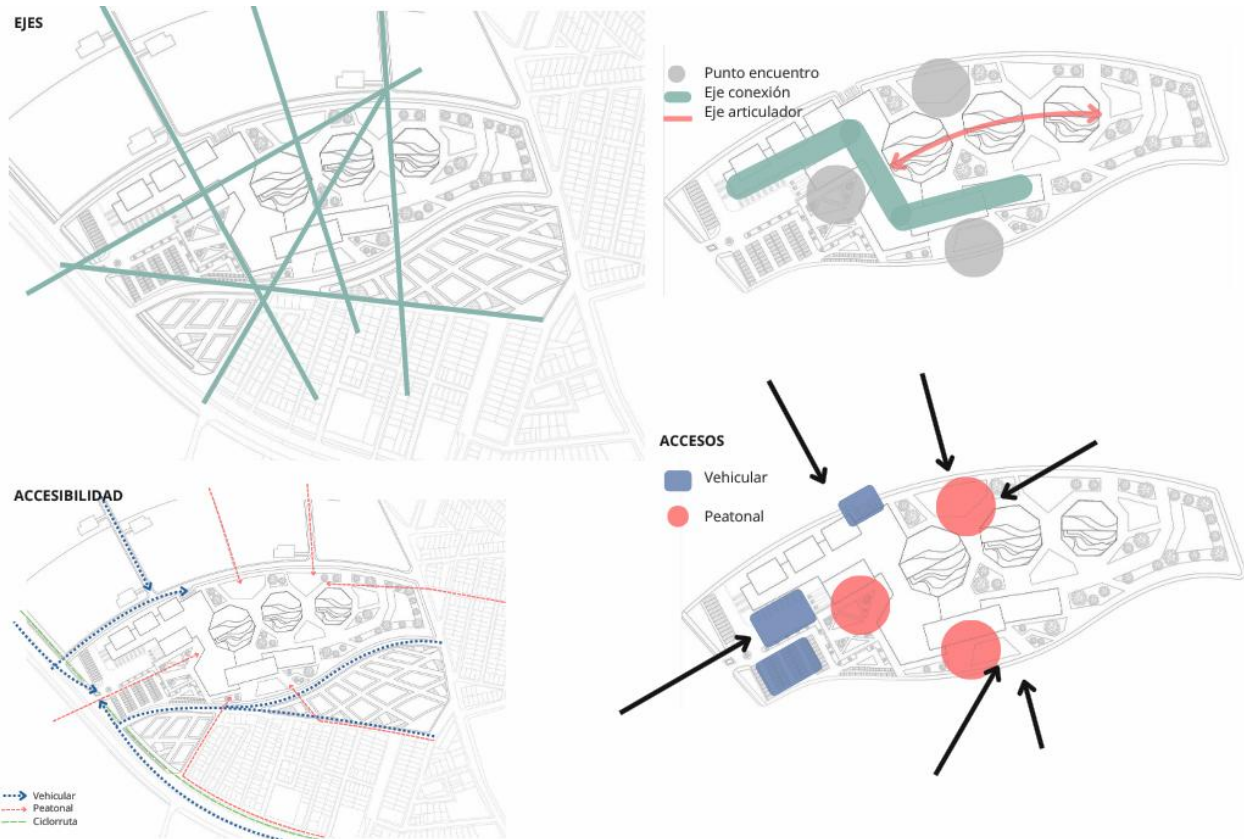 EJES
Punto encuentro
Eje conexión
Eje articulador
ACCESOS
Vehicular
Peatonal
ACCESIBILIDAD
Vehicular
Peatonal
Ciclorruta